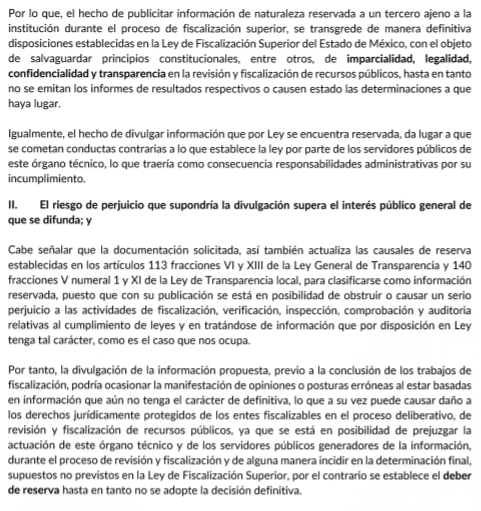 Por lo que, el hecho de publicitar información de naturaleza reservada a un tercero ajeno a la
institución durante el proceso de fiscalización superior, se transgrede de manera definitiva
disposiciones establecidas en la Ley de Fiscalización Superior del Estado de México, con el objeto
de salvaguardar principios constitucionales, entre otros, de imparcialidad, legalidad,
confidencialidad y transparencia en la revisión y fiscalización de recursos públicos, hasta en tanto
no se emitan los informes de resultados respectivos o causen estado las determinaciones a que
haya lugar.
Igualmente, el hecho de divulgar información que por Ley se encuentra reservada, da lugar a que
se cometan conductas contrarias a lo que establece la ley por parte de los servidores públicos de
este órgano técnico, lo que traería como consecuencia responsabilidades administrativas por su
incumplimiento.
II. El riesgo de perjuicio que supondría la divulgación supera el interés público general de
que se difunda; y
Cabe señalar que la documentación solicitada, así también actualiza las causales de reserva
establecidas en los artículos 113 fracciones VI y XIII de la Ley General de Transparencia y 140
fracciones V numeral 1 y XI de la Ley de Transparencia local, para clasificarse como información
reservada, puesto que con su publicación se está en posibilidad de obstruir o causar un serio
perjuicio a las actividades de fiscalización, verificación, inspección, comprobación y auditoria
relativas al cumplimiento de leyes y en tratándose de información que por disposición en Ley
tenga tal carácter, como es el caso que nos ocupa.
Por tanto, la divulgación de la información propuesta, previo a la conclusión de los trabajos de
fiscalización, podría ocasionar la manifestación de opiniones o posturas erróneas al estar basadas
en información que aún no tenga el carácter de definitiva, lo que a su vez puede causar daño a
los derechos jurídicamente protegidos de los entes fiscalizables en el proceso deliberativo, de
revisión y fiscalización de recursos públicos, ya que se está en posibilidad de prejuzgar la
actuación de este órgano técnico y de los servidores públicos generadores de la información,
durante el proceso de revisión y fiscalización y de alguna manera incidir en la determinación final,
supuestos no previstos en la Ley de Fiscalización Superior, por el contrario se establece el deber
de reserva hasta en tanto no se adopte la decisión definitiva.